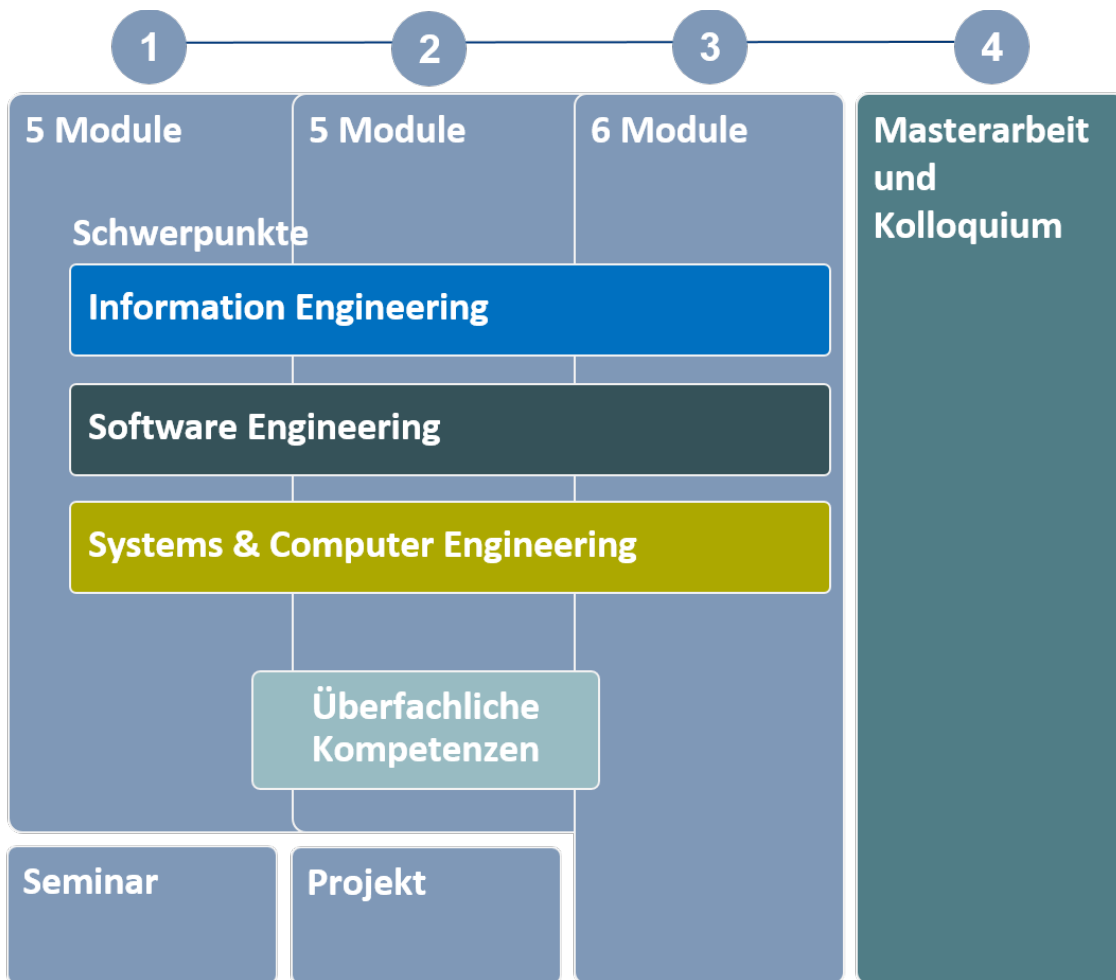 1
2
3
4
5 Module
5 Module
6 Module
Masterarbeit
und
Kolloquium
Schwerpunkte
Information Engineering
Software Engineering
Systems & Computer Engineering
Überfachliche
Kompetenzen
Seminar
Projekt